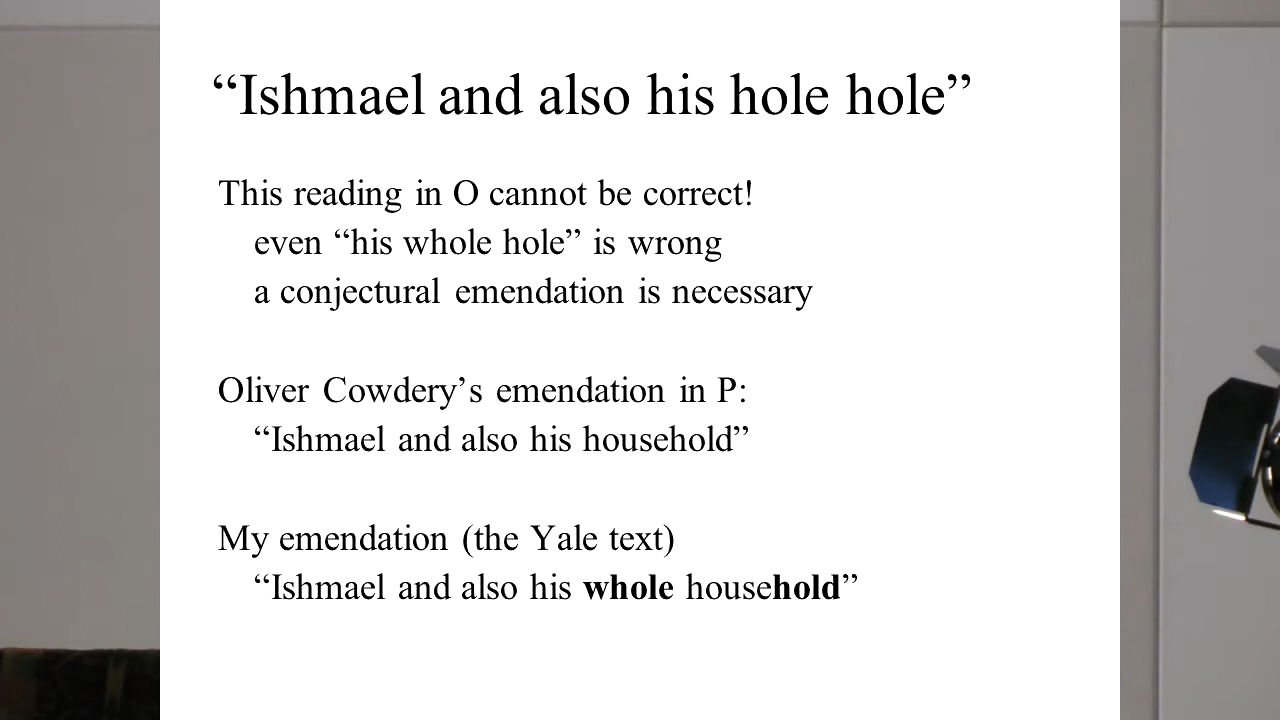 “Ishmael and also his hole hole”
This reading in O cannot be correct!
even “his whole hole” is wrong
a conjectural emendation is necessary
Oliver Cowdery’s emendation in P:
“Ishmael and also his household”
My emendation (the Yale text)
“Ishmael and also his whole household”